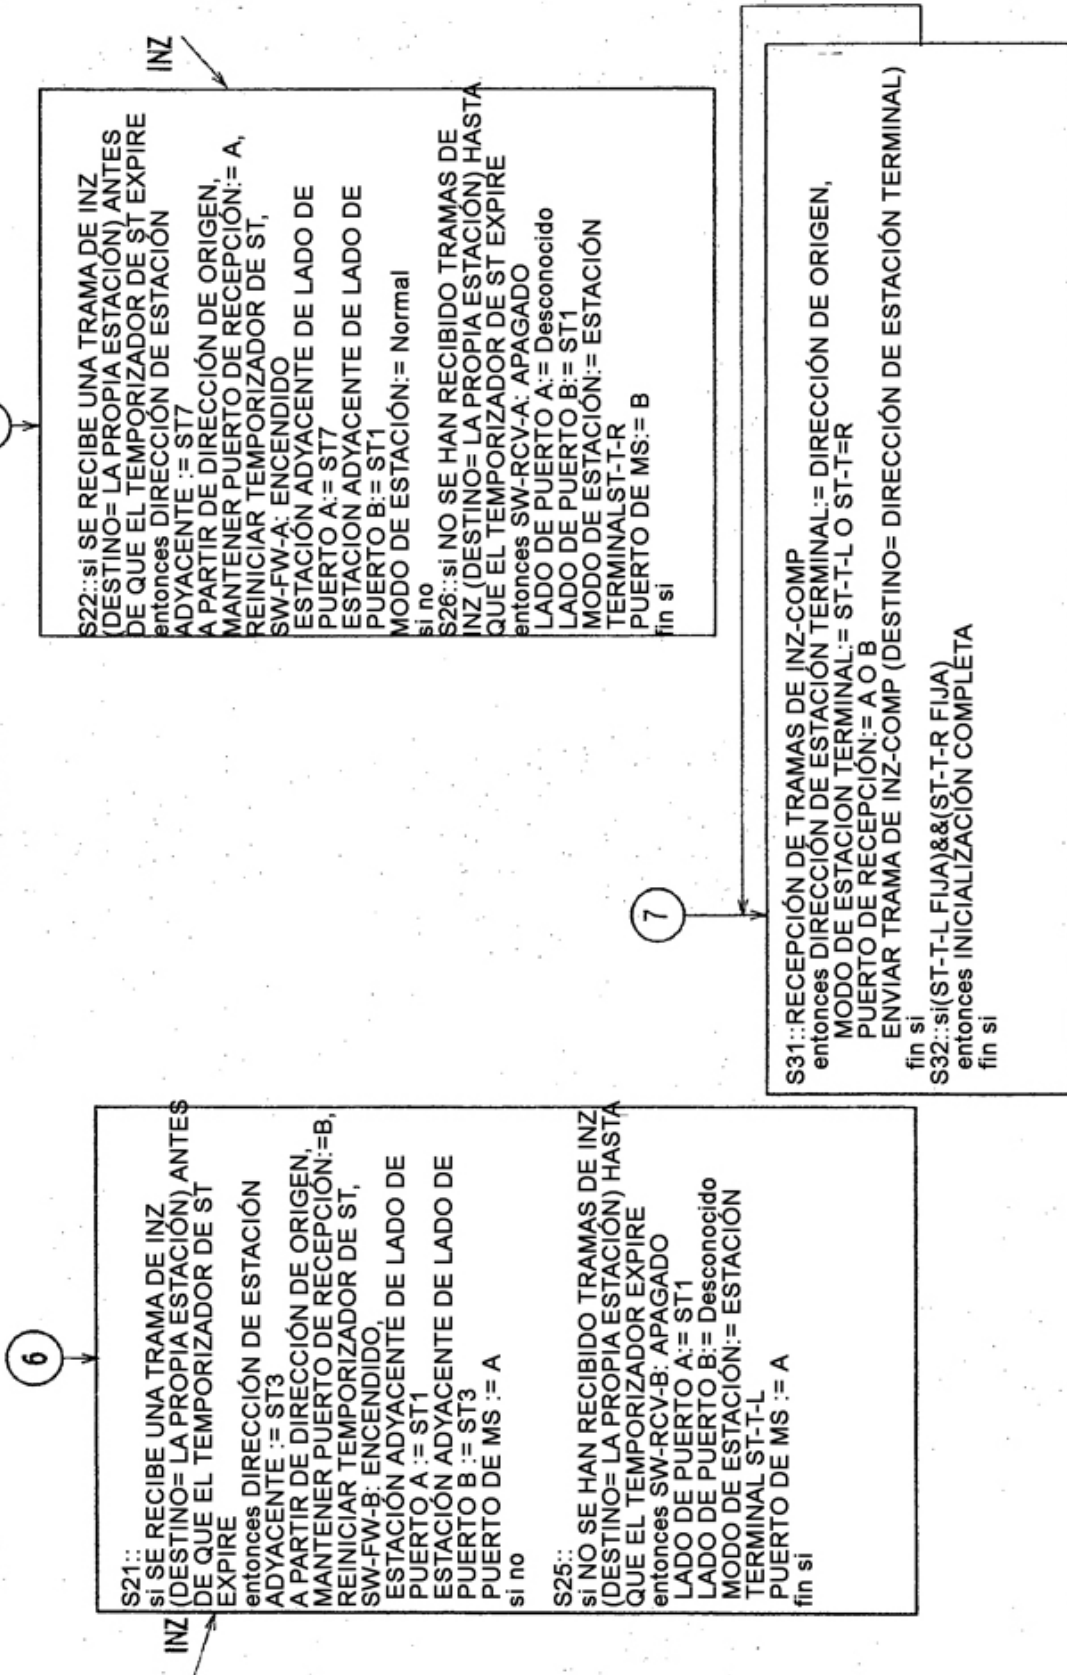 6
INZ
S21::
si SE RECIBE UNA TRAMA DE INZ
(DESTINO= LA PROPIA ESTACIÓN) ANTES
DE QUE EL TEMPORIZADOR DE ST
EXPIRE
entonces DIRECCIÓN DE ESTACIÓN
ADYACENTE := ST3
A PARTIR DE DIRECCIÓN DE ORIGEN,
MANTENER PUERTO DE RECEPCIÓN:=B,
REINICIAR TEMPORIZADOR DE ST,
SW-FW-B: ENCENDIDO,
ESTACIÓN ADYACENTE DE LADO DE
PUERTO A := ST1
ESTACIÓN ADYACENTE DE LADO DE
PUERTO B := ST3
PUERTO DE MS := A
si no
S25::
si NO SE HAN RECIBIDO TRAMAS DE INZ
(DESTINO= LA PROPIA ESTACIÓN) HASTA
QUE EL TEMPORIZADOR EXPIRE
entonces SW-RCV-B: APAGADO
LADO DE PUERTO A:= ST1
LADO DE PUERTO B:= Desconocido
MODO DE ESTACIÓN:= ESTACIÓN
TERMINAL ST-T-L
PUERTO DE MS := A
fin si
INZ
S22::si SE RECIBE UNA TRAMA DE INZ
(DESTINO= LA PROPIA ESTACIÓN) ANTES
DE QUE EL TEMPORIZADOR DE ST EXPIRE
entonces DIRECCIÓN DE ESTACIÓN
ADYACENTE := ST7
A PARTIR DE DIRECCIÓN DE ORIGEN,
MANTENER PUERTO DE RECEPCIÓN:= A,
REINICIAR TEMPORIZADOR DE ST,
SW-FW-A: ENCENDIDO
ESTACIÓN ADYACENTE DE LADO DE
PUERTO A:= ST7
ESTACION ADYACENTE DE LADO DE
PUERTO B:= ST1
MODO DE ESTACIÓN:= Normal
si no
S26::si NO SE HAN RECIBIDO TRAMAS DE
INZ (DESTINO= LA PROPIA ESTACIÓN) HASTA
QUE EL TEMPORIZADOR DE ST EXPIRE
entonces SW-RCV-A: APAGADO
LADO DE PUERTO A:= Desconocido
LADO DE PUERTO B:= ST1
MODO DE ESTACIÓN:= ESTACIÓN
TERMINALST-T-R
PUERTO DE MS:= B
fin si
7
S31::RECEPCIÓN DE TRAMAS DE INZ-COMP
entonces DIRECCIÓN DE ESTACIÓN TERMINAL:= DIRECCIÓN DE ORIGEN,
MODO DE ESTACION TERMINAL:= ST-T-L O ST-T=R
PUERTO DE RECEPCIÓN:= A O B
ENVIAR TRAMA DE INZ-COMP (DESTINO= DIRECCIÓN DE ESTACIÓN TERMINAL)
fin si
S32::si(ST-T-L FIJA)&&(ST-T-R FIJA)
entonces INICIALIZACIÓN COMPLETA
fin si